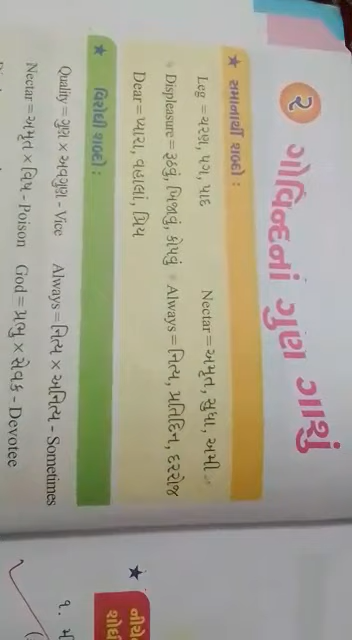 ૨ ગોવિન્દનાં ગુણ ગાશું
★ સમાનાર્થી શબ્દો :
Leg = ચરણ, પગ, પાદ Nectar = અમૃત, સુધા, અમી
* Displeasure = રૂઠવું, ખિજાવું, કોપવું * Always = નિત્ય, પ્રતિદિન, દરરોજ
Dear = પ્યારા, વહાલાં, પ્રિય
★ વિરોધી શબ્દો :
Quality = ગુણ × અવગુણ - Vice Always = નિત્ય × અનિત્ય - Sometimes
Nectar = અમૃત × વિષ - Poison God = પ્રભુ × સેવક - Devotee
★
૧.